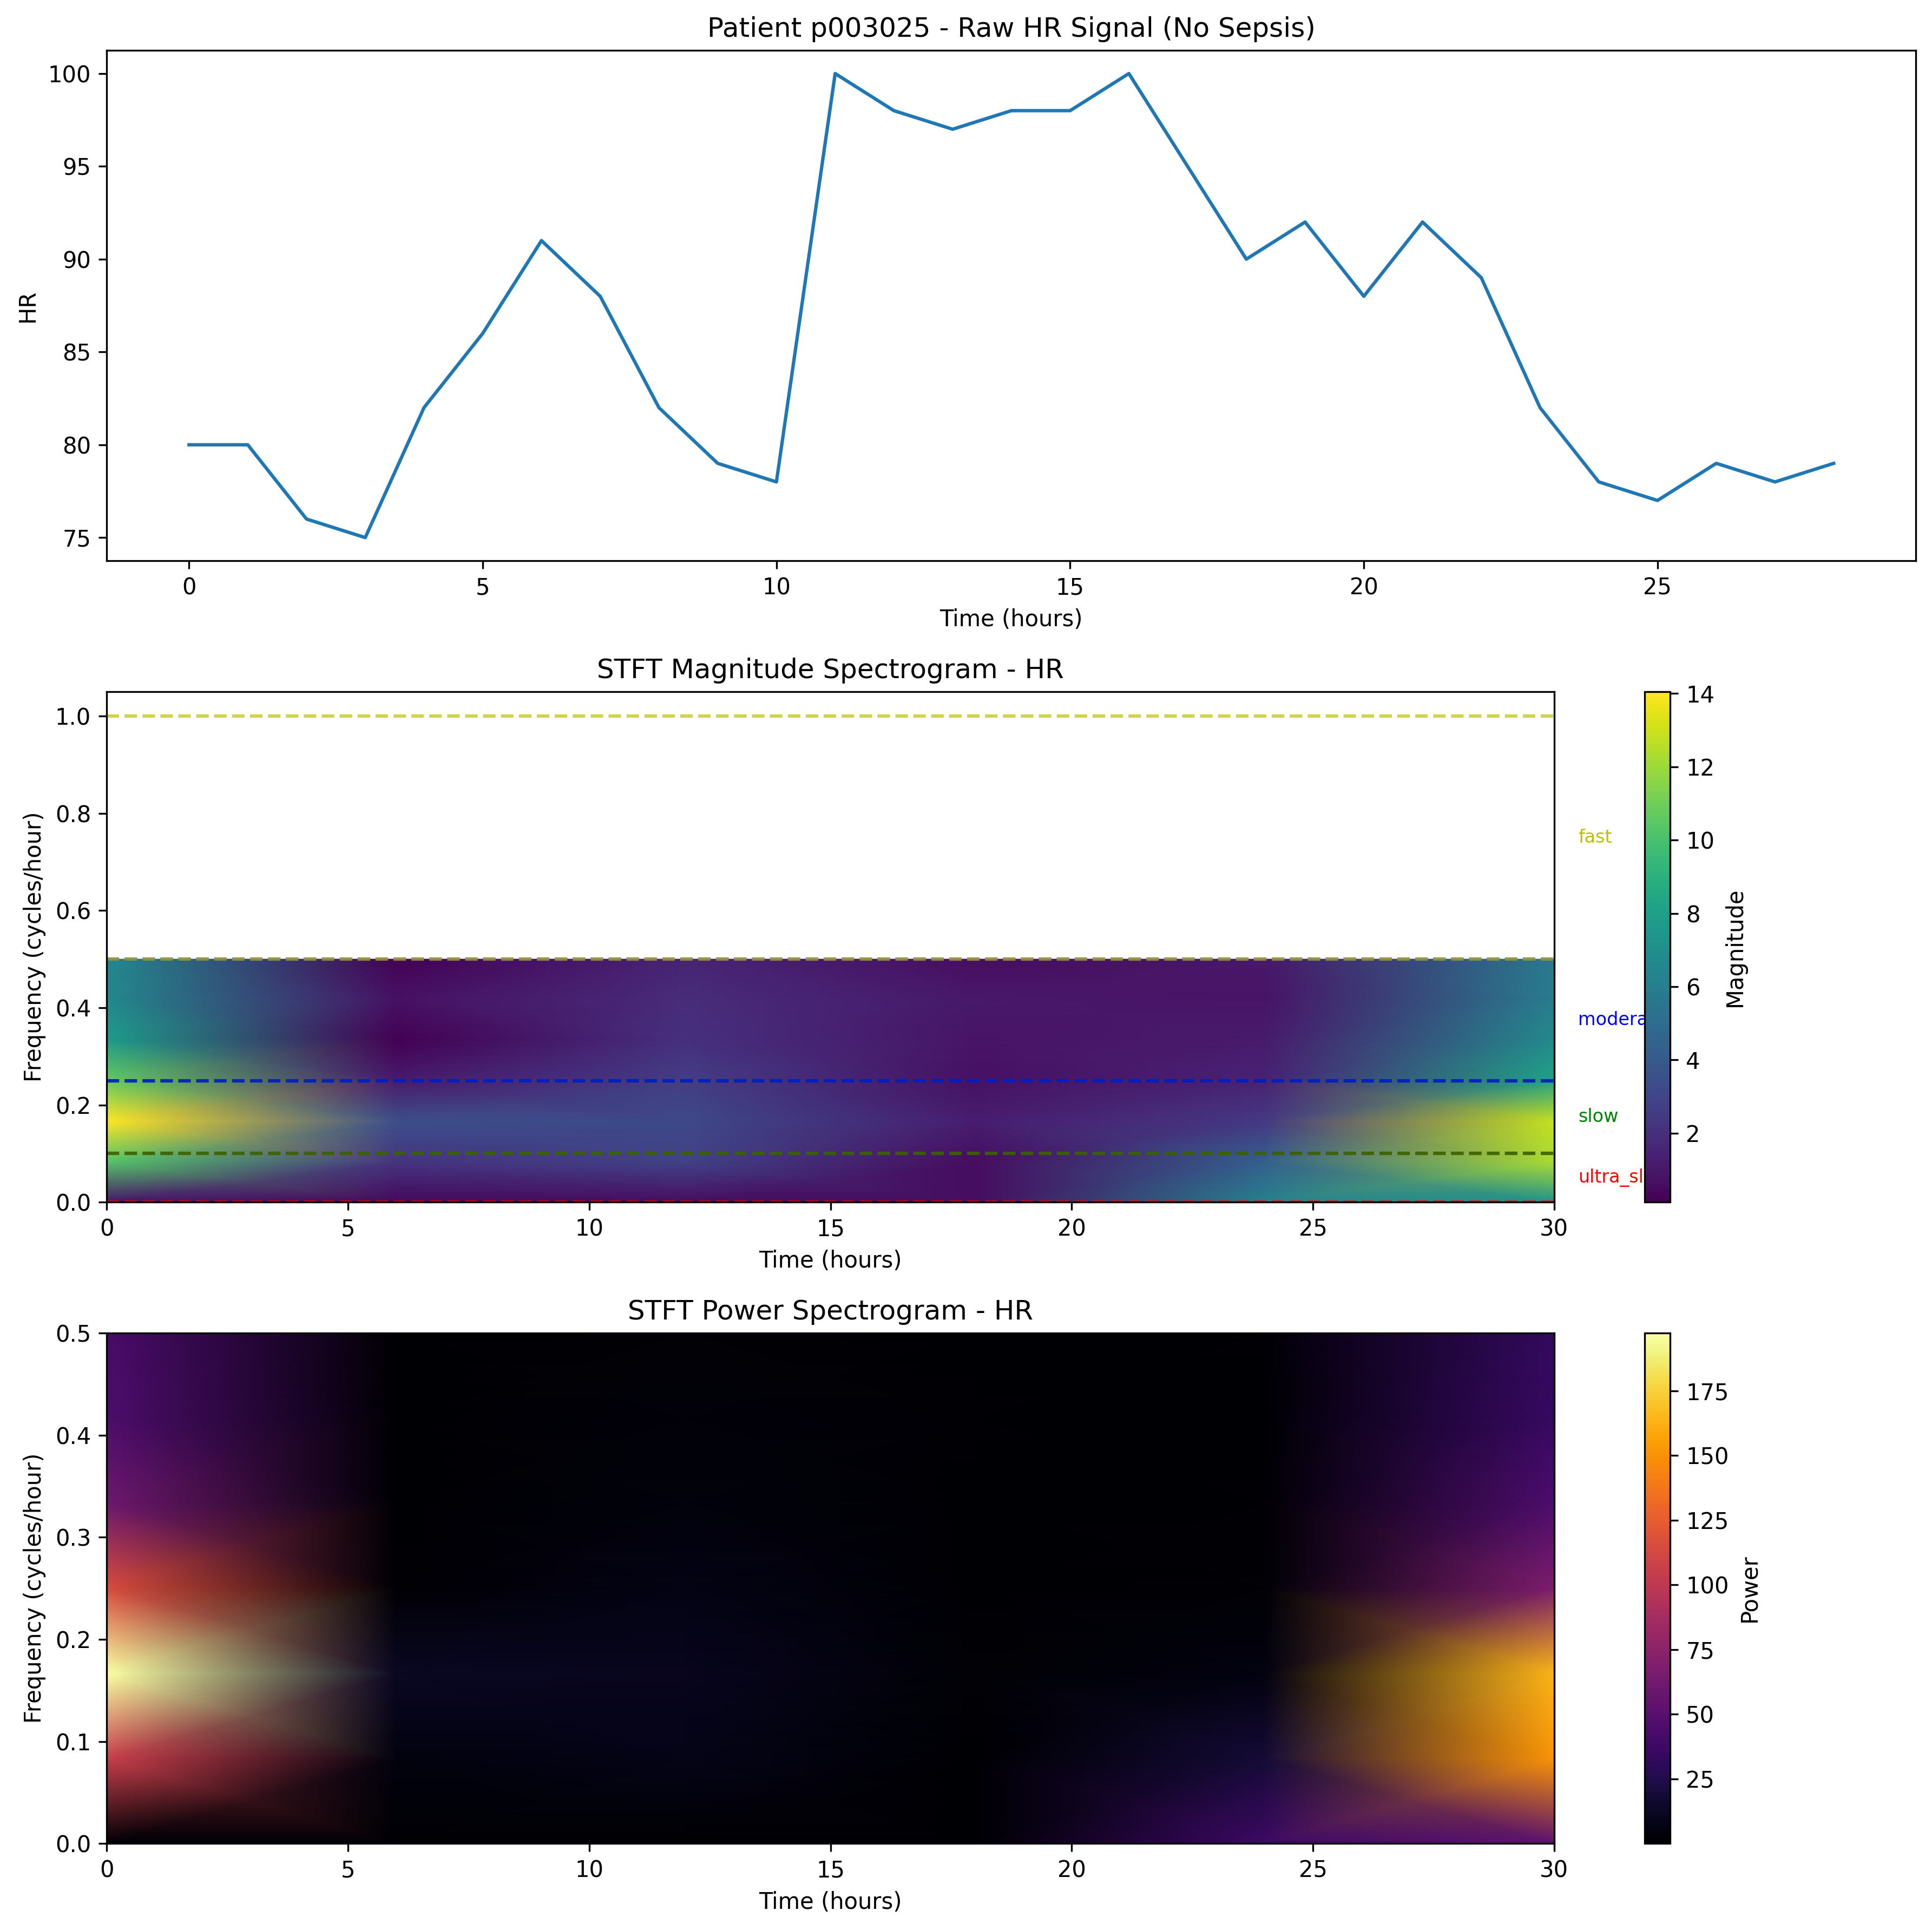 Patient p003025 - Raw HR Signal (No Sepsis)
100
95
90
85
80
75
HR
0 5 10 15 20 25
Time (hours)
STFT Magnitude Spectrogram - HR
1.0
0.8
0.6
0.4
0.2
0.0
Frequency (cycles/hour)
0 5 10 15 20 25 30
Time (hours)
fast
modera
slow
ultra_sl
14
12
10
8
6
4
2
Magnitude
STFT Power Spectrogram - HR
0.5
0.4
0.3
0.2
0.1
0.0
Frequency (cycles/hour)
0 5 10 15 20 25 30
Time (hours)
175
150
125
100
75
50
25
Power